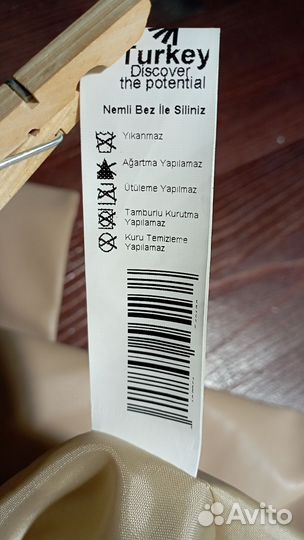 Turkey
Discover
the potential
Nemli Bez İle Siliniz
Yıkanmaz
Ağartma Yapılamaz
Ütüleme Yapılmaz
Tamburlu Kurutma
Yapılamaz
Kuru Temizleme
Yapılamaz
Avito